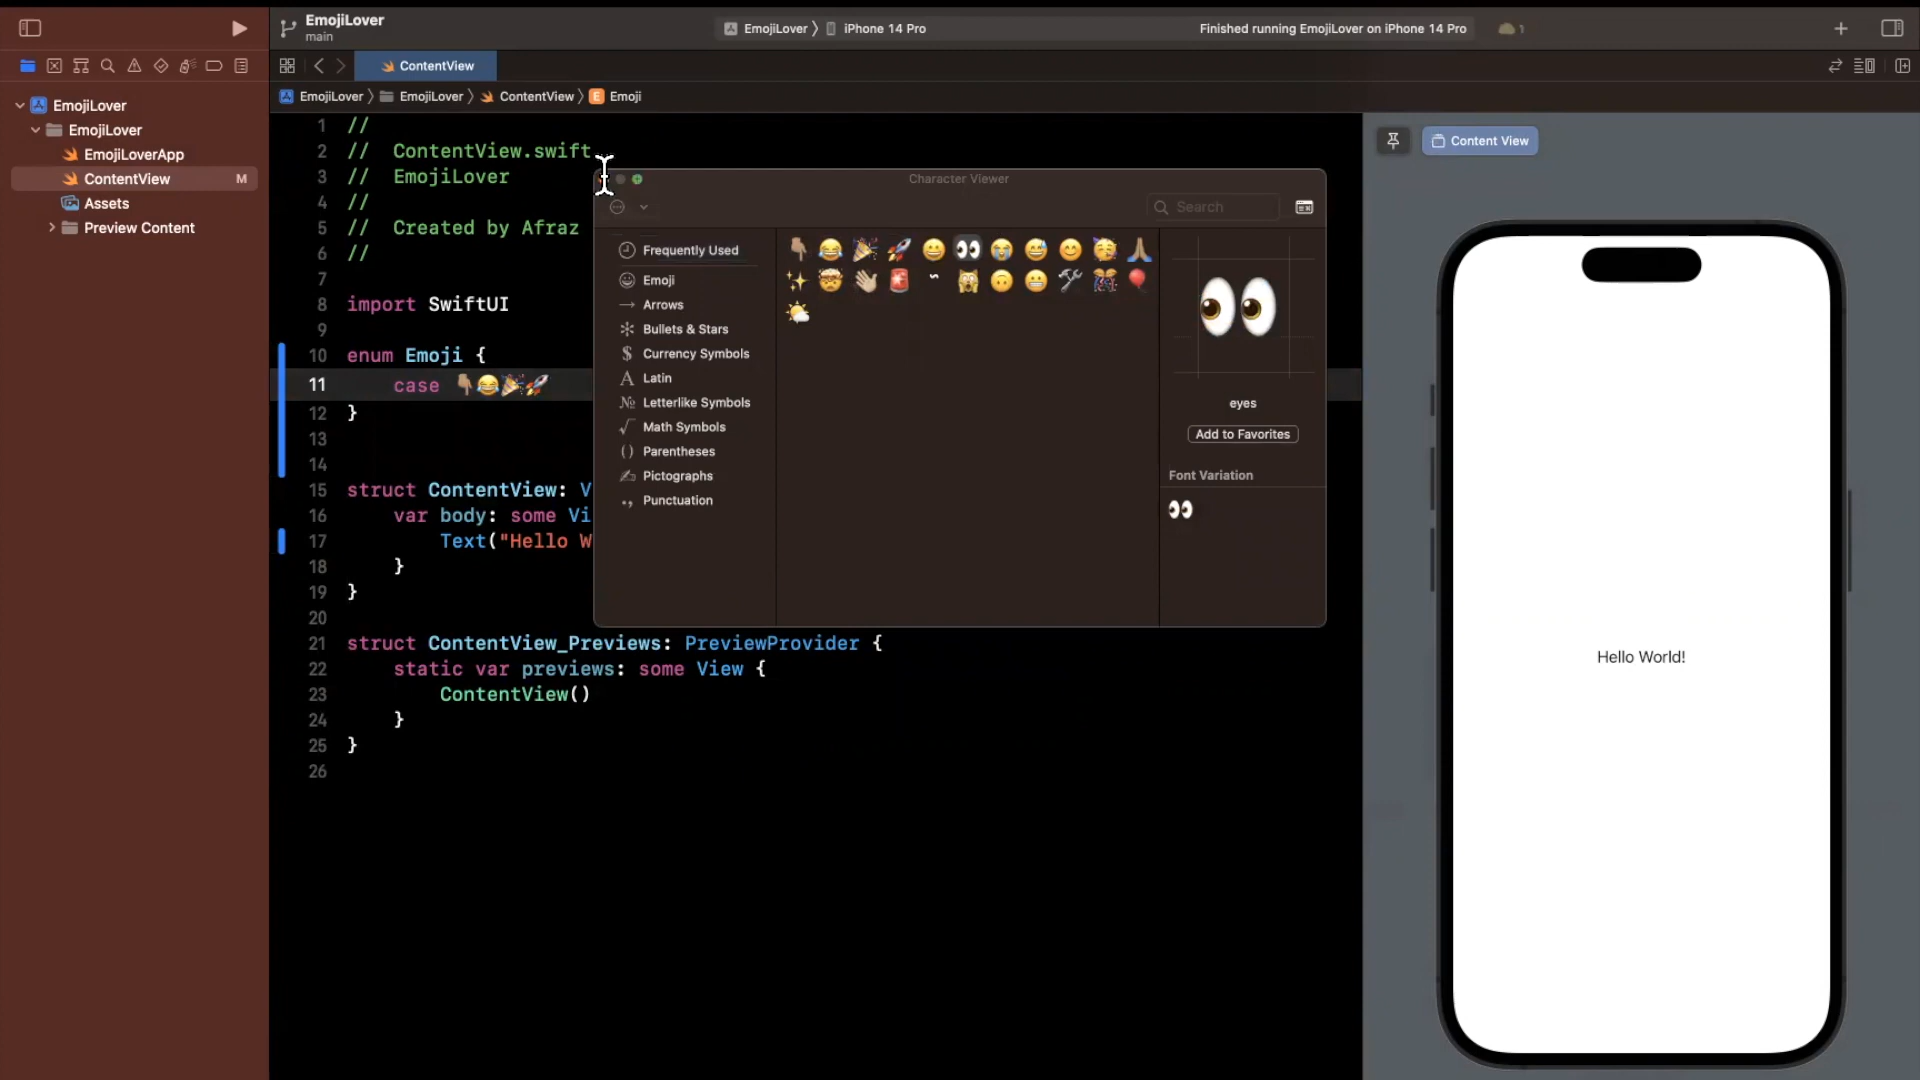 EmojiLover
main
EmojiLover 〉 iPhone 14 Pro
Finished running EmojiLover on iPhone 14 Pro
1
ContentView
EmojiLover 〉 EmojiLover 〉 ContentView 〉 E Emoji
EmojiLover
EmojiLover
EmojiLoverApp
ContentView M
Assets
Preview Content
1 //
2 //  ContentView.swift
3 //  EmojiLover
4 //
5 //  Created by Afraz
6 //
7
8 import SwiftUI
9
10 enum Emoji {
11     case 👇🏽😂🎉🚀
12 }
13
14
15 struct ContentView: V
16     var body: some Vi
17         Text("Hello W
18     }
19 }
20
21 struct ContentView_Previews: PreviewProvider {
22     static var previews: some View {
23         ContentView()
24     }
25 }
26
Character Viewer
Search
Frequently Used
Emoji
Arrows
Bullets & Stars
$ Currency Symbols
A Latin
№ Letterlike Symbols
√ Math Symbols
() Parentheses
Pictographs
., Punctuation
👇🏽😂🎉🚀😀👀😭😅😊🥳🙏🏽
✨🤯👋🏽🚨 🙀🙃😬🛠🎊🎈
🌤
eyes
Add to Favorites
Font Variation
👀
Content View
Hello World!